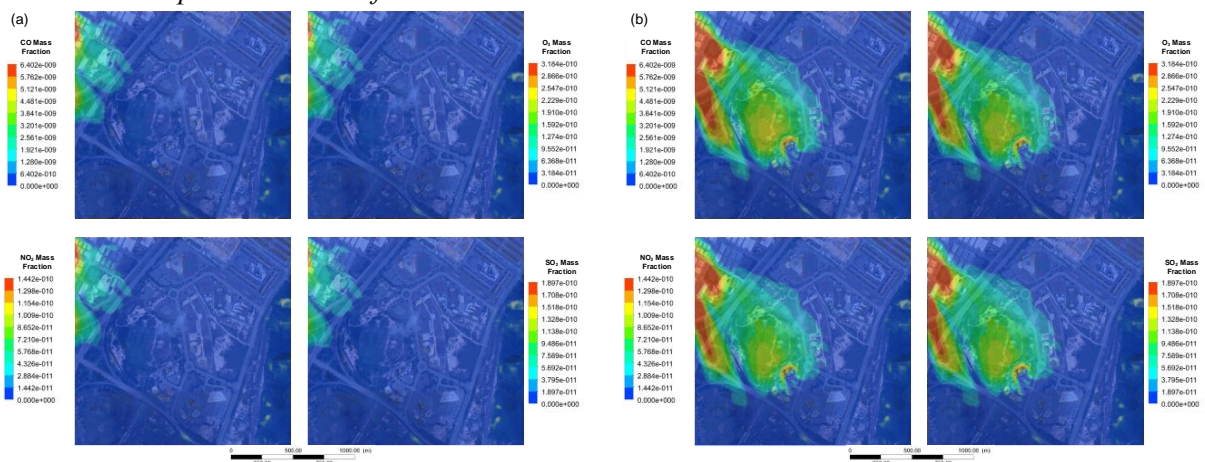 (a)
CO Mass
Fraction
6.402e-009
5.762e-009
5.121e-009
4.481e-009
3.841e-009
3.201e-009
2.561e-009
1.921e-009
1.280e-009
6.402e-010
0.000e+000
O₃ Mass
Fraction
3.184e-010
2.866e-010
2.547e-010
2.229e-010
1.910e-010
1.592e-010
1.274e-010
9.552e-011
6.368e-011
3.184e-011
0.000e+000
NO₂ Mass
Fraction
1.442e-010
1.298e-010
1.154e-010
1.009e-010
8.652e-011
7.210e-011
5.768e-011
4.326e-011
2.884e-011
1.442e-011
0.000e+000
SO₂ Mass
Fraction
1.897e-010
1.708e-010
1.518e-010
1.328e-010
1.138e-010
9.486e-011
7.589e-011
5.692e-011
3.795e-011
1.897e-011
0.000e+000
0 500.00 1000.00 (m)
(b)
CO Mass
Fraction
6.402e-009
5.762e-009
5.121e-009
4.481e-009
3.841e-009
3.201e-009
2.561e-009
1.921e-009
1.280e-009
6.402e-010
0.000e+000
O₃ Mass
Fraction
3.184e-010
2.866e-010
2.547e-010
2.229e-010
1.910e-010
1.592e-010
1.274e-010
9.552e-011
6.368e-011
3.184e-011
0.000e+000
NO₂ Mass
Fraction
1.442e-010
1.298e-010
1.154e-010
1.009e-010
8.652e-011
7.210e-011
5.768e-011
4.326e-011
2.884e-011
1.442e-011
0.000e+000
SO₂ Mass
Fraction
1.897e-010
1.708e-010
1.518e-010
1.328e-010
1.138e-010
9.486e-011
7.589e-011
5.692e-011
3.795e-011
1.897e-011
0.000e+000
0 500.00 1000.00 (m)